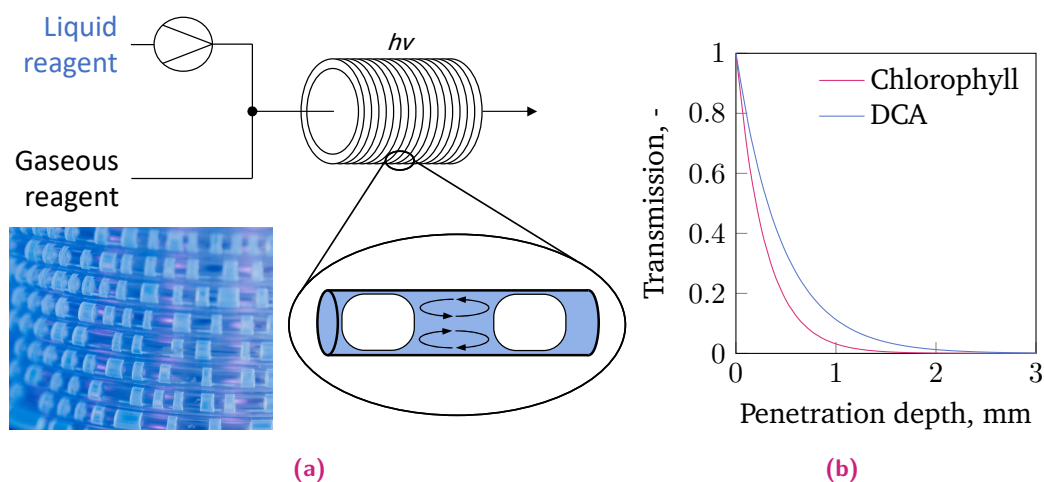 Liquid
reagent
hv
Gaseous
reagent
(a)
1
0.8
0.6
0.4
0.2
0
0
1
2
3
Transmission, -
Chlorophyll
DCA
Penetration depth, mm
(b)